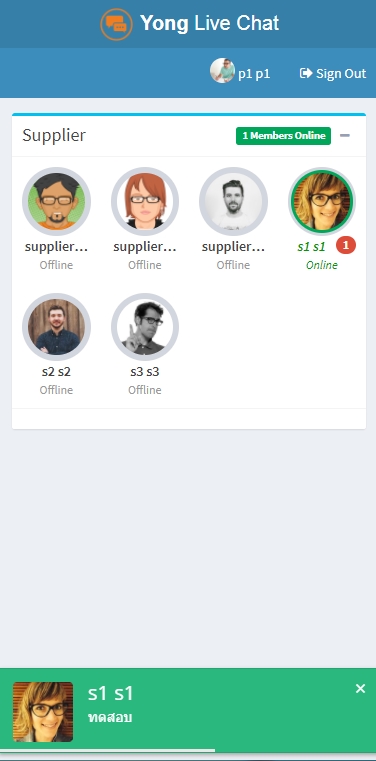 Yong Live Chat
p1 p1 Sign Out
Supplier 1 Members Online
supplier... supplier... supplier... s1 s1 1
Offline Offline Offline Online
s2 s2 s3 s3
Offline Offline
s1 s1
ทดสอบ